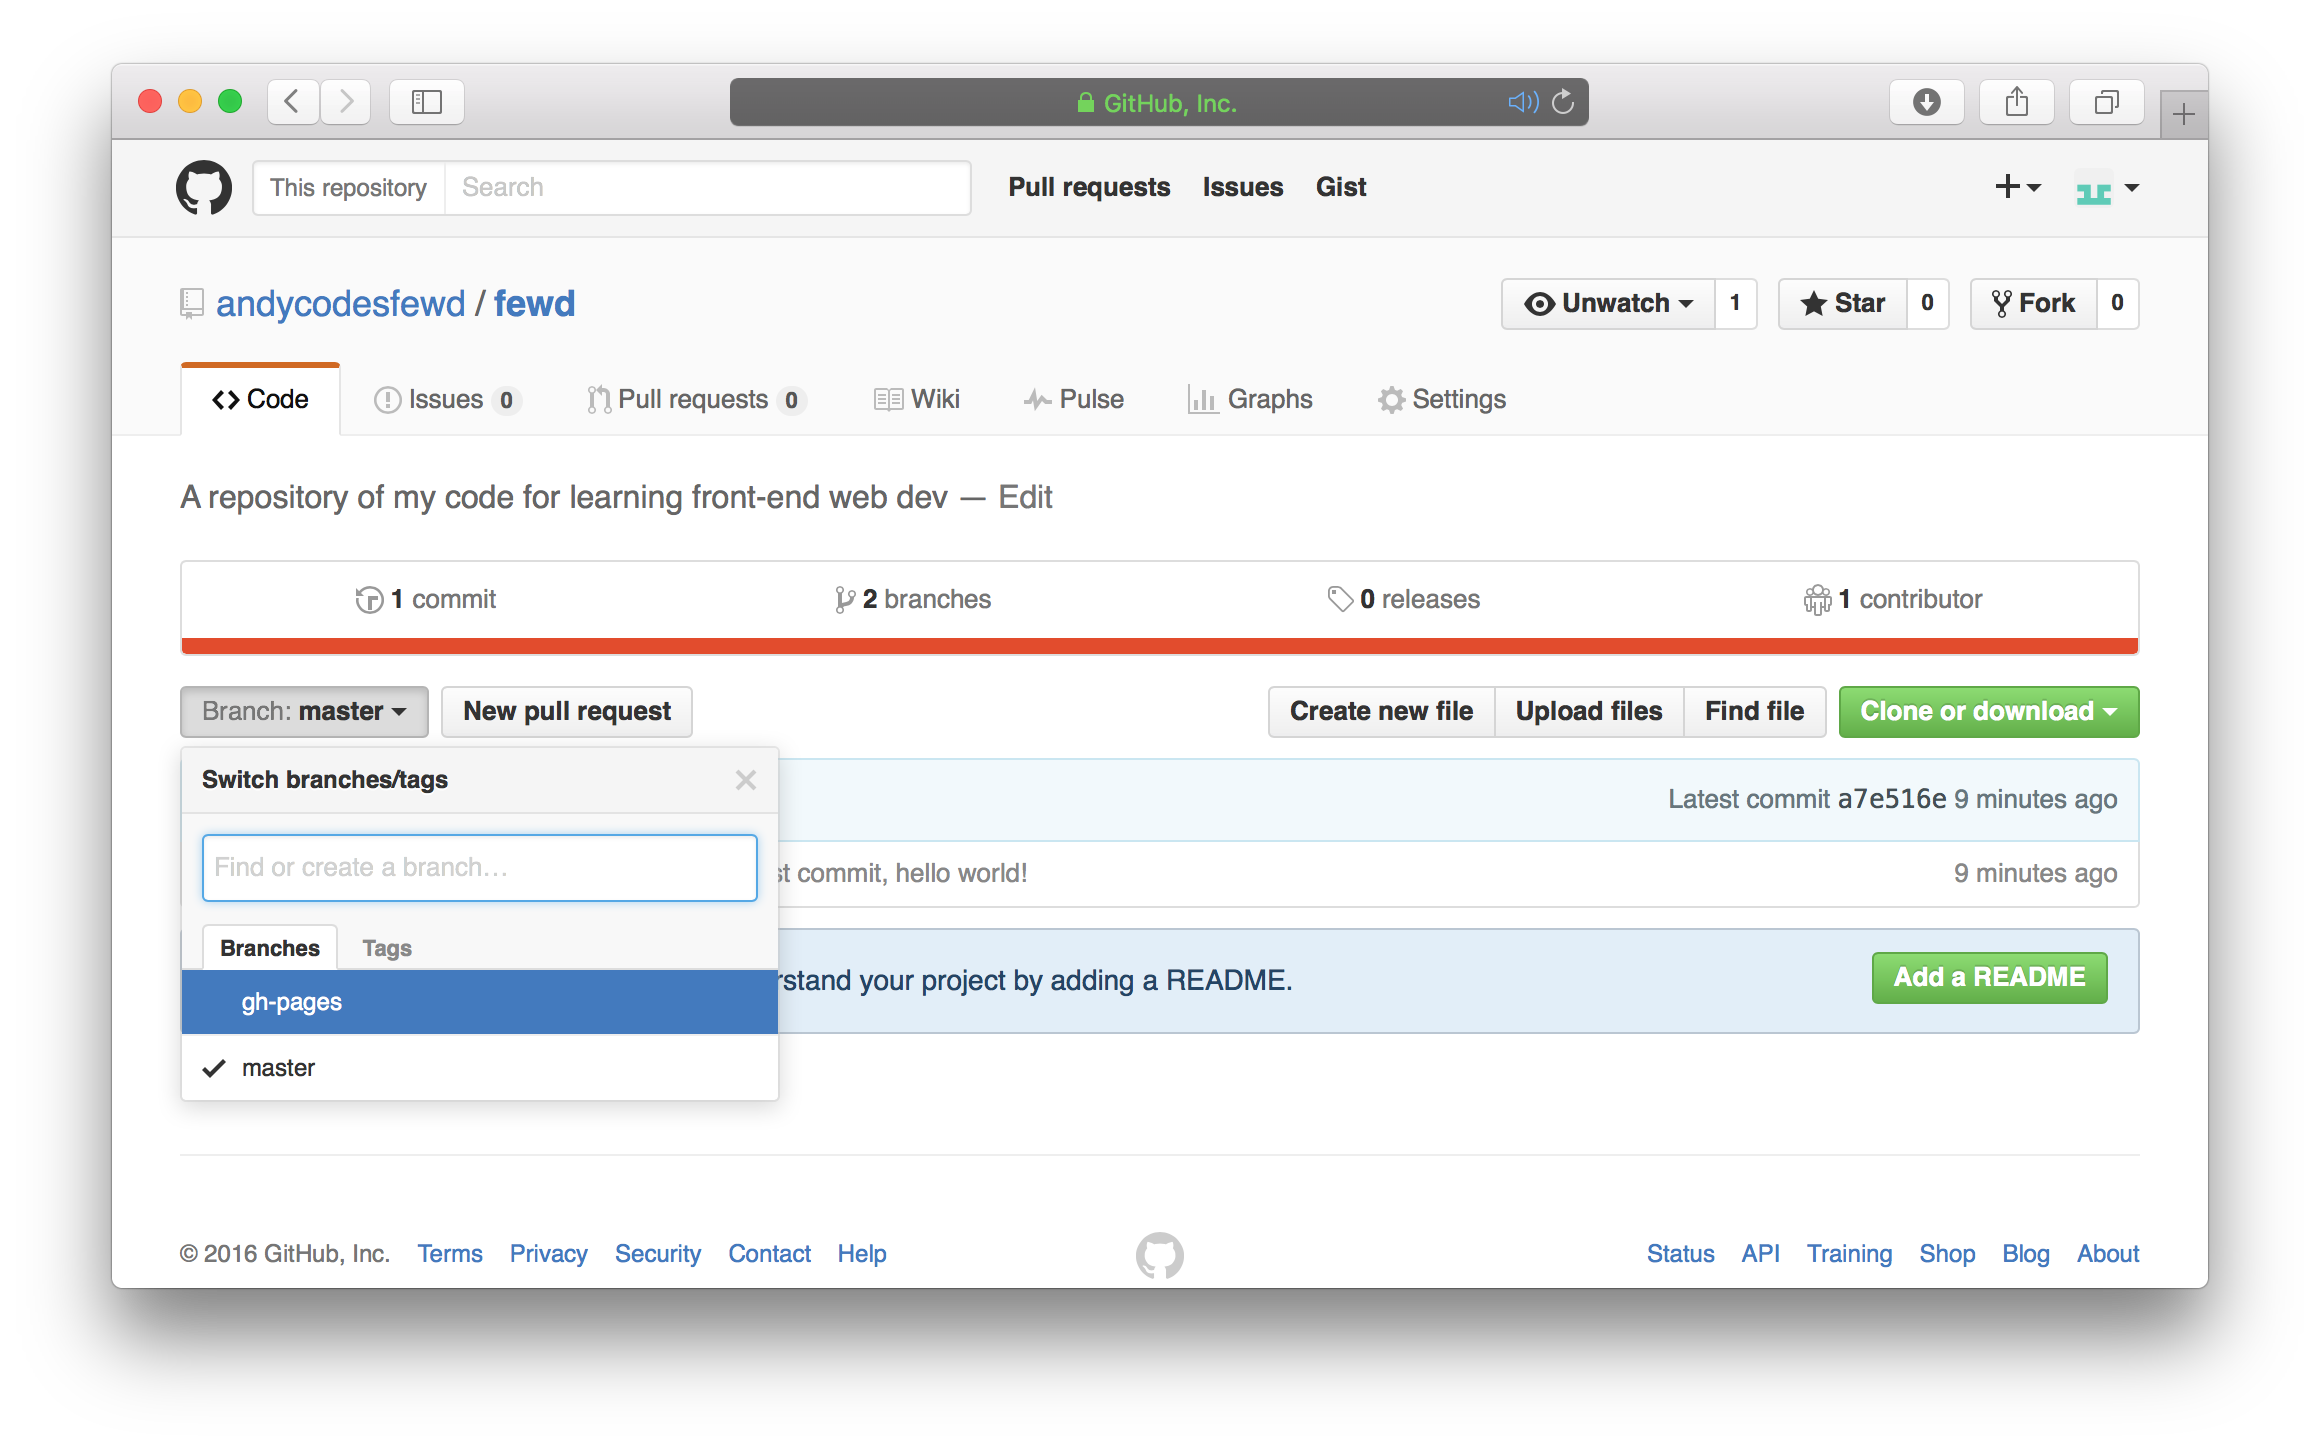 GitHub, Inc.
This repository Search Pull requests Issues Gist
andycodesfewd / fewd Unwatch 1 Star 0 Fork 0
Code Issues 0 Pull requests 0 Wiki Pulse Graphs Settings
A repository of my code for learning front-end web dev — Edit
1 commit 2 branches 0 releases 1 contributor
Branch: master New pull request Create new file Upload files Find file Clone or download
Switch branches/tags
Latest commit a7e516e 9 minutes ago
Find or create a branch…
commit, hello world! 9 minutes ago
Branches Tags
your project by adding a README. Add a README
gh-pages
master
© 2016 GitHub, Inc. Terms Privacy Security Contact Help Status API Training Shop Blog About